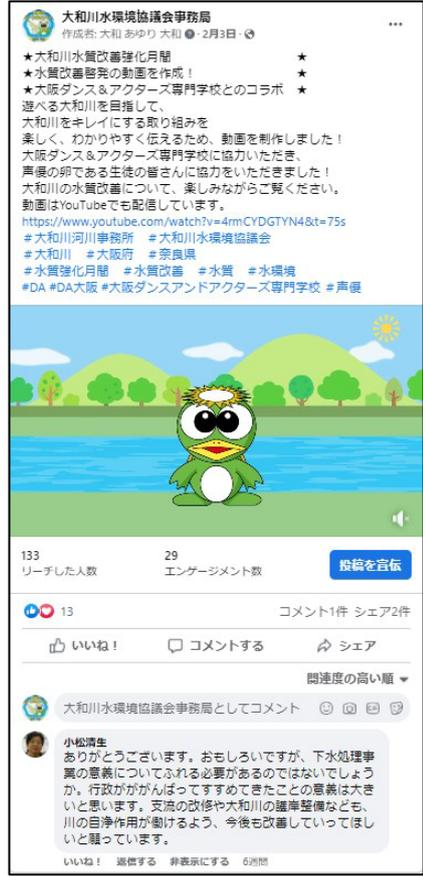 大和川水環境協議会事務局
作成者: 大和 あゆり 大和 · 2月3日 ·
★大和川水質改善強化月間 ★
★水質改善啓発の動画を作成！ ★
★大阪ダンス＆アクターズ専門学校とのコラボ ★
遊べる大和川を目指して、
大和川をキレイにする取り組みを
楽しく、わかりやすく伝えるため、動画を制作しました！
大阪ダンス＆アクターズ専門学校に協力いただき、
声優の卵である生徒の皆さんに協力をいただきました！
大和川の水質改善について、楽しみながらご覧ください。
動画はYouTubeでも配信しています。
https://www.youtube.com/watch?v=4rmCYDGTYN4&t=75s
＃大和川河川事務所 ＃大和川水環境協議会
＃大和川 ＃大阪府 ＃奈良県
＃水質強化月間 ＃水質改善 ＃水質 ＃水環境
#DA #DA大阪 #大阪ダンスアンドアクターズ専門学校 #声優
133 29 投稿を宣伝
リーチした人数 エンゲージメント数
13 コメント1件 シェア2件
いいね！ コメントする シェア
関連度の高い順
大和川水環境協議会事務局としてコメント
小松清生
ありがとうございます。おもしろいですが、下水処理事
業の意義についてふれる必要があるのではないでしょう
か。行政ががんばってすすめてきたことの意義は大き
いと思います。支流の改修や大和川の護岸整備なども、
川の自浄作用が働けるよう、今後も改善していってほし
いと願っています。
いいね！ 返信する 非表示にする 6週間